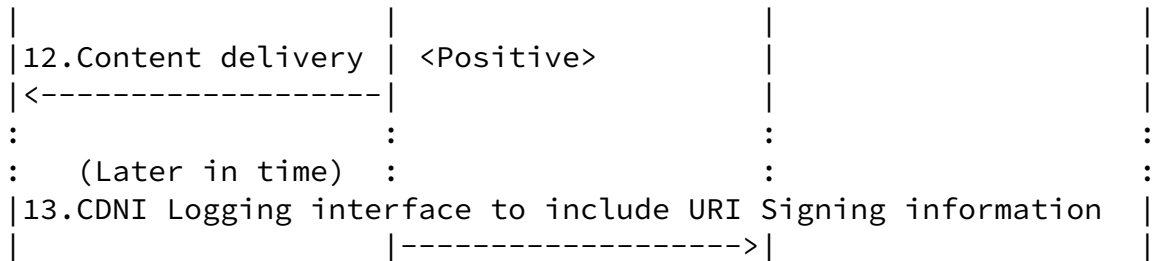 |                   |                   |                   |
|12.Content delivery | <Positive>        |                   |
|<-------------------|                   |                   |
:                   :                   :                   :
:   (Later in time)  :                   :                   :
|13.CDNI Logging interface to include URI Signing information  |
|                   |------------------->|                   |